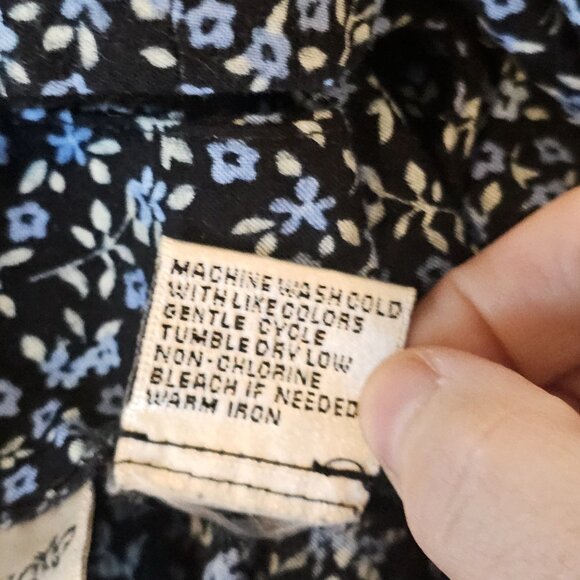 MACHINE WASH COLD
WITH LIKE COLORS
GENTLE CYCLE
TUMBLE DRY LOW
NON-CHLORINE
BLEACH IF NEEDED
WARM IRON